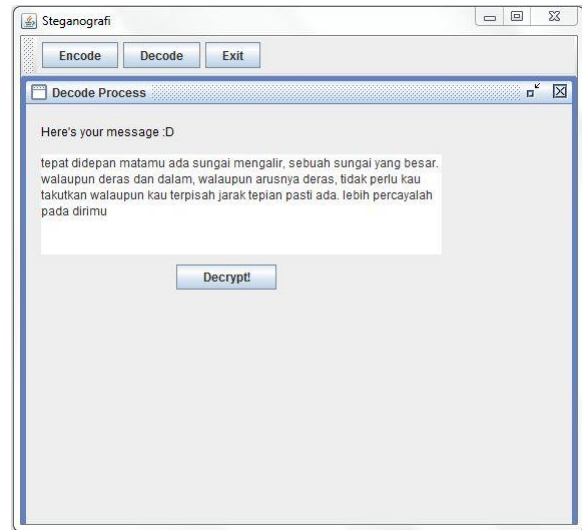 Steganografi
Encode Decode Exit
Decode Process
Here's your message :D
tepat didepan matamu ada sungai mengalir, sebuah sungai yang besar.
walaupun deras dan dalam, walaupun arusnya deras, tidak perlu kau
takutkan walaupun kau terpisah jarak tepian pasti ada. lebih percayalah
pada dirimu
Decrypt!